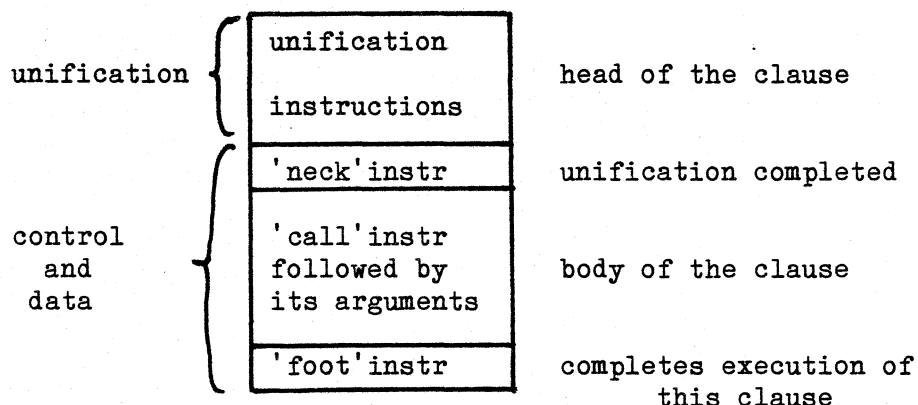 unification
unification
instructions
head of the clause
'neck'instr
unification completed
control
and
data
'call'instr
followed by
its arguments
body of the clause
'foot'instr
completes execution of
this clause